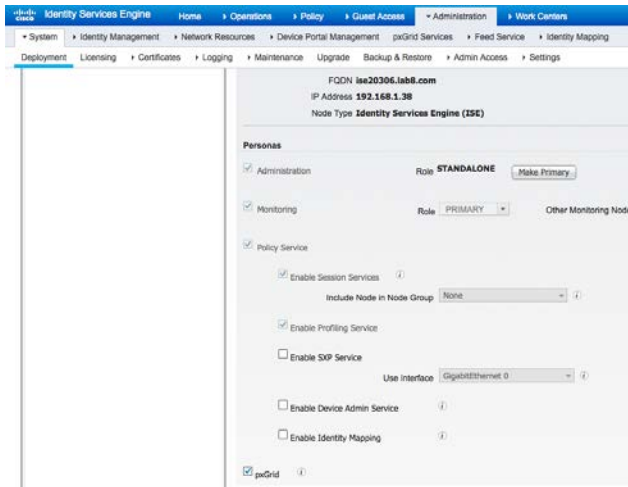 cisco Identity Services Engine Home Operations Policy Guest Access Administration Work Centers
System Identity Management Network Resources Device Portal Management pxGrid Services Feed Service Identity Mapping
Deployment Licensing Certificates Logging Maintenance Upgrade Backup & Restore Admin Access Settings
FQDN ise20306.lab8.com
IP Address 192.168.1.38
Node Type Identity Services Engine (ISE)
Personas
Administration Role STANDALONE Make Primary
Monitoring Role PRIMARY Other Monitoring Node
Policy Service
Enable Session Services
Include Node in Node Group None
Enable Profiling Service
Enable SXP Service
Use Interface GigabitEthernet 0
Enable Device Admin Service
Enable Identity Mapping
pxGrid